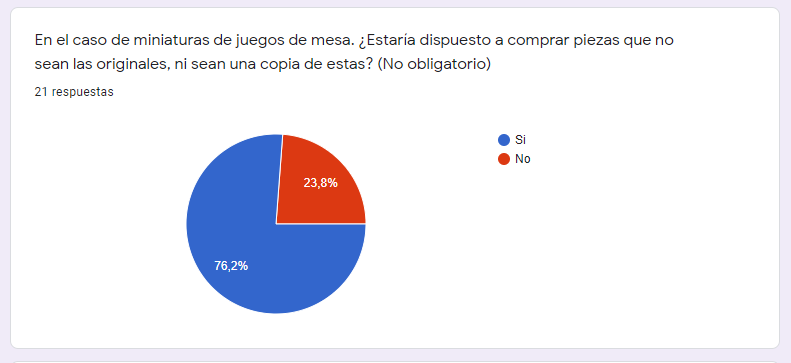 En el caso de miniaturas de juegos de mesa. ¿Estaría dispuesto a comprar piezas que no
sean las originales, ni sean una copia de estas? (No obligatorio)
21 respuestas
Si
No
23,8%
76,2%